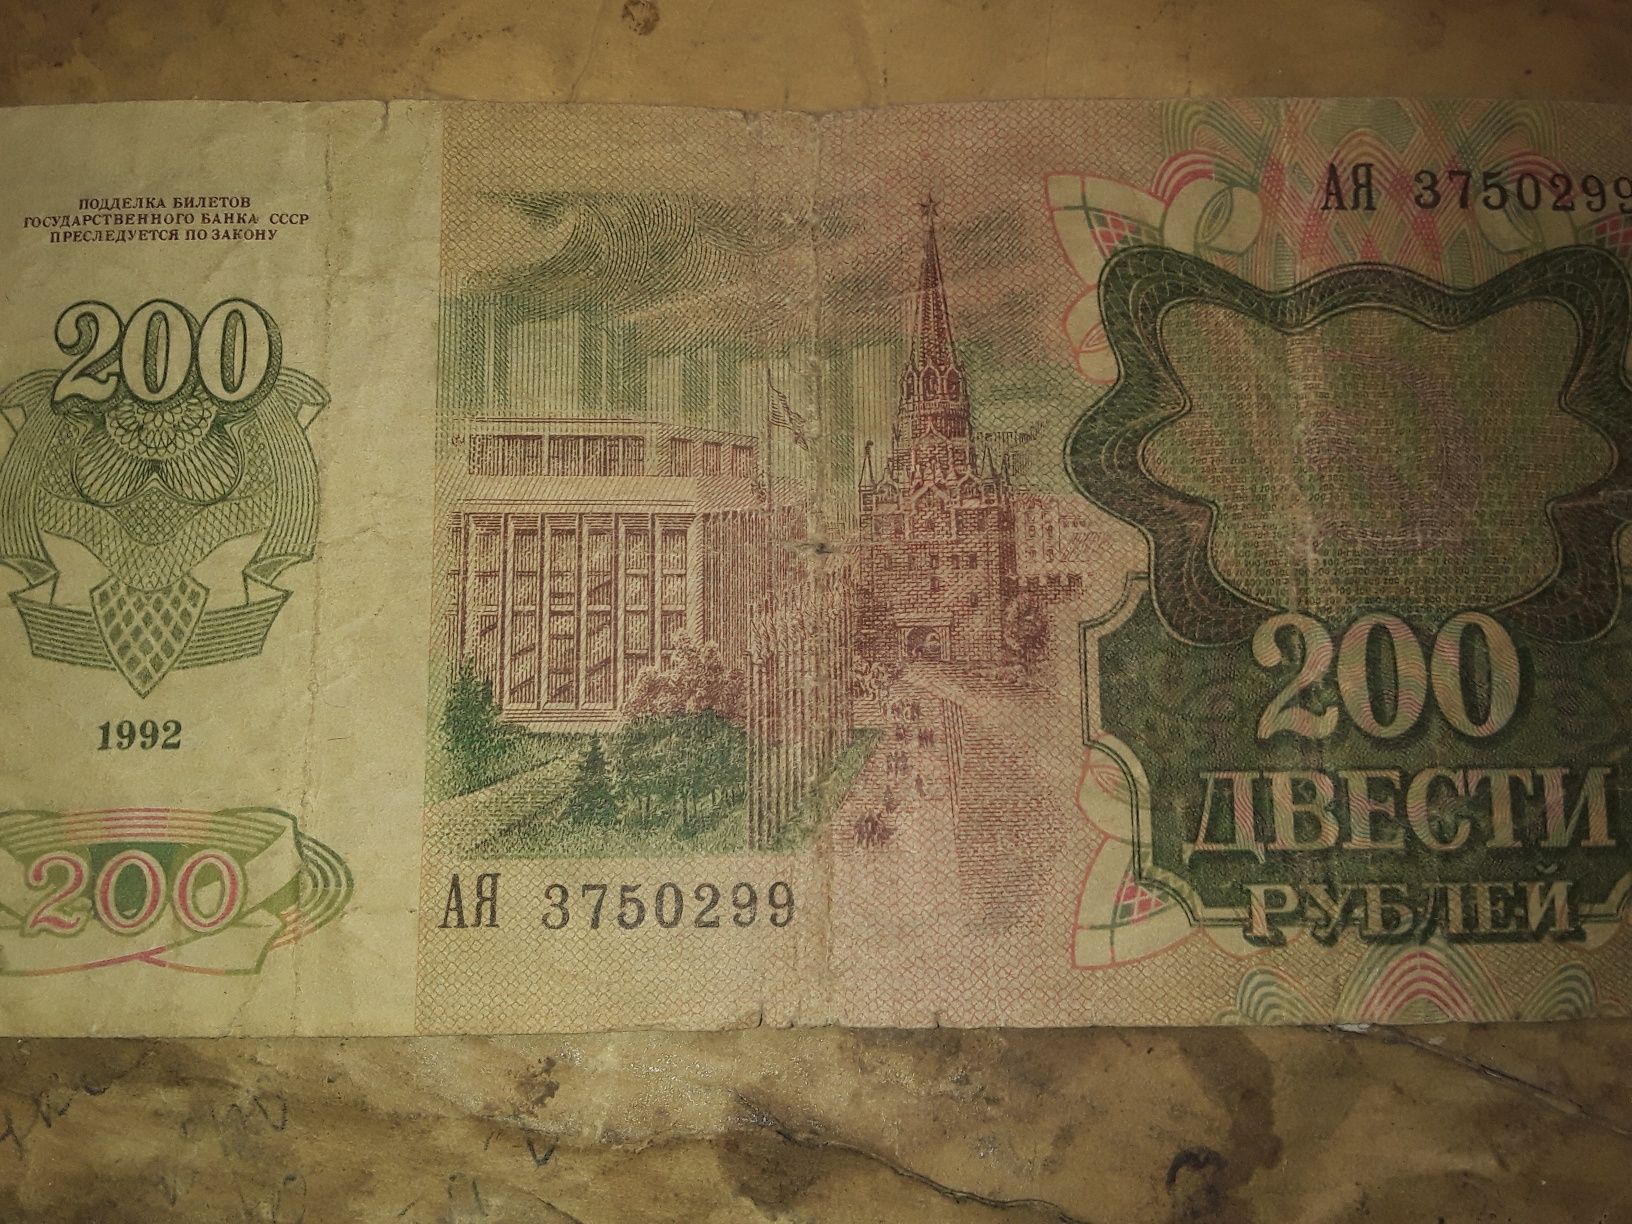 ПОДДЕЛКА БИЛЕТОВ
ГОСУДАРСТВЕННОГО БАНКА СССР
ПРЕСЛЕДУЕТСЯ ПО ЗАКОНУ
АЯ 3750299
200
200
ДВЕСТИ
РУБЛЕЙ
1992
200
АЯ 3750299